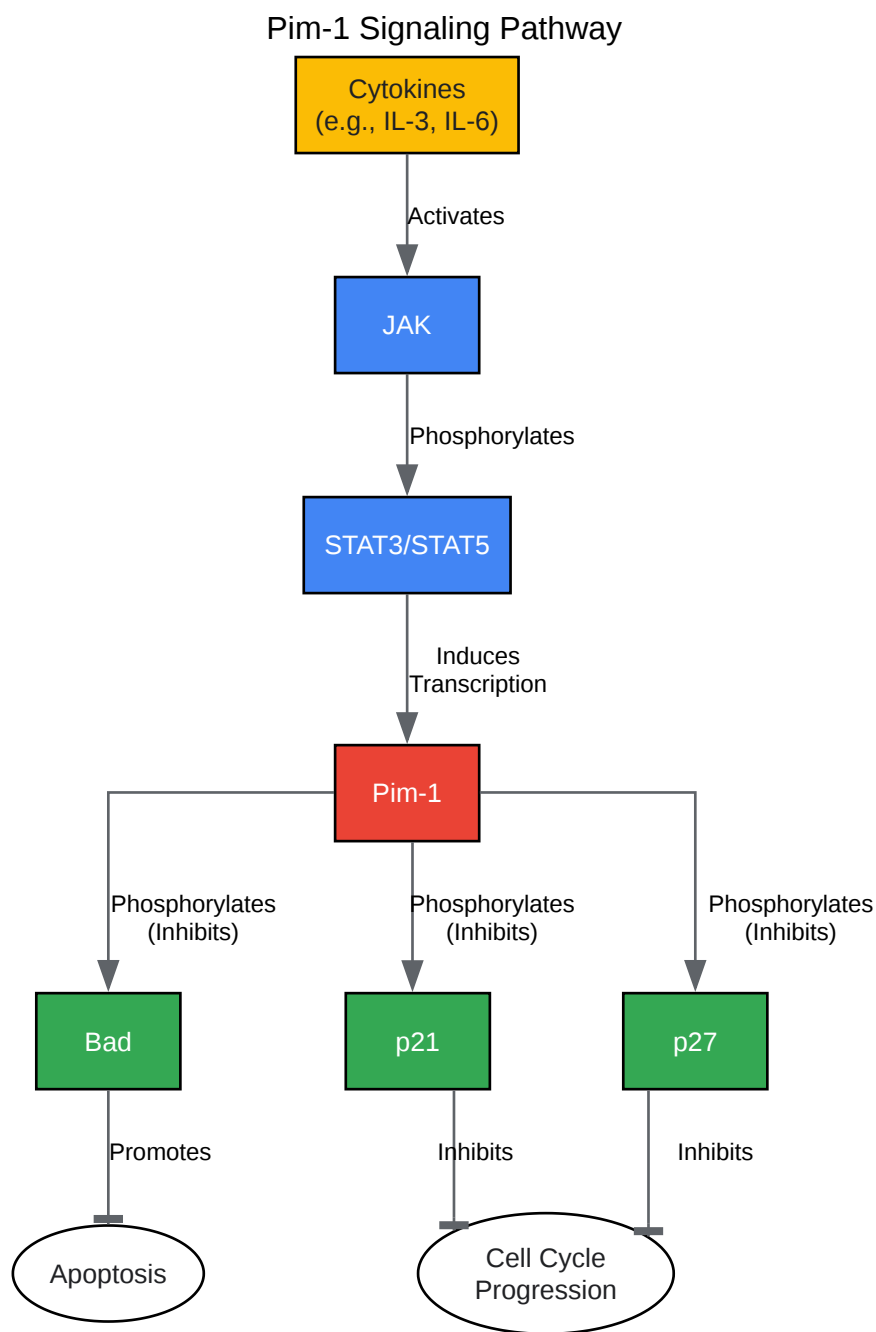 Pim-1 Signaling Pathway
Cytokines
(e.g., IL-3, IL-6)
Activates
JAK
Phosphorylates
STAT3/STAT5
Induces
Transcription
Pim-1
Phosphorylates
(Inhibits)
Phosphorylates
(Inhibits)
Phosphorylates
(Inhibits)
Bad
p21
p27
Promotes
Inhibits
Inhibits
Apoptosis
Cell Cycle
Progression